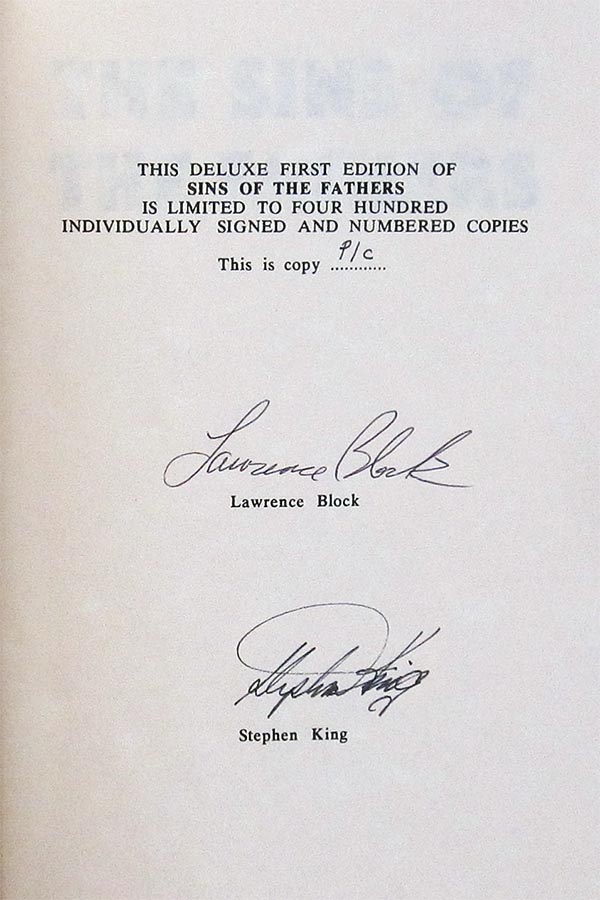 THIS DELUXE FIRST EDITION OF
SINS OF THE FATHERS
IS LIMITED TO FOUR HUNDRED
INDIVIDUALLY SIGNED AND NUMBERED COPIES
This is copy P/C
Lawrence Block
Lawrence Block
Stephen King
Stephen King